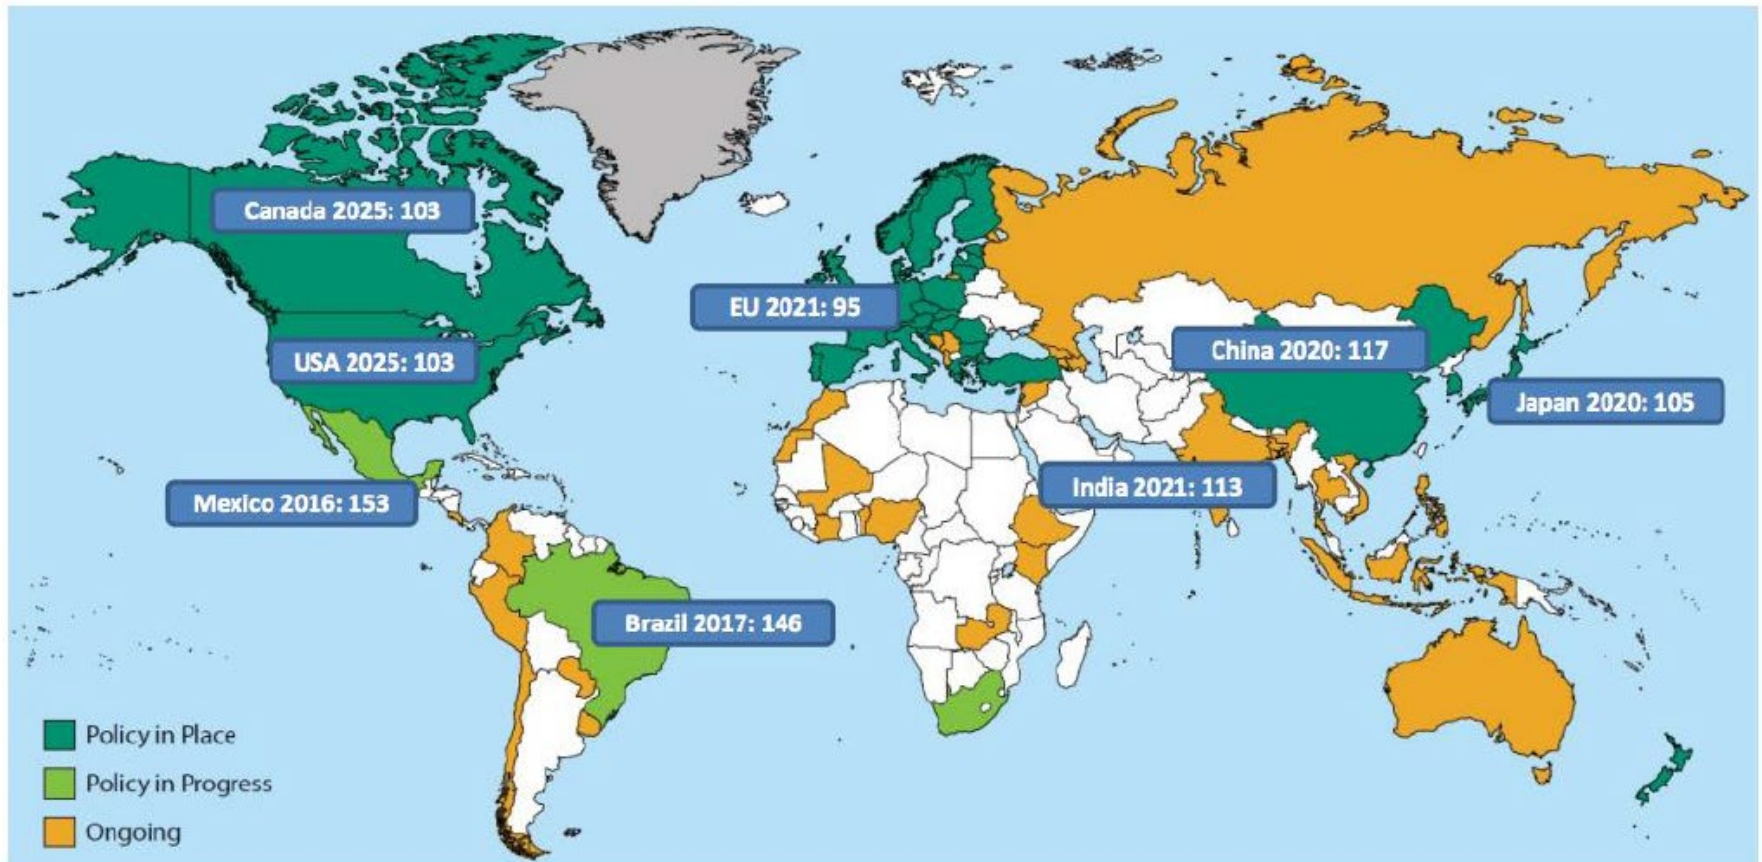 Canada 2025: 103
EU 2021: 95
USA 2025: 103
China 2020: 117
Japan 2020: 105
Mexico 2016: 153
India 2021: 113
Brazil 2017: 146
Policy in Place
Policy in Progress
Ongoing